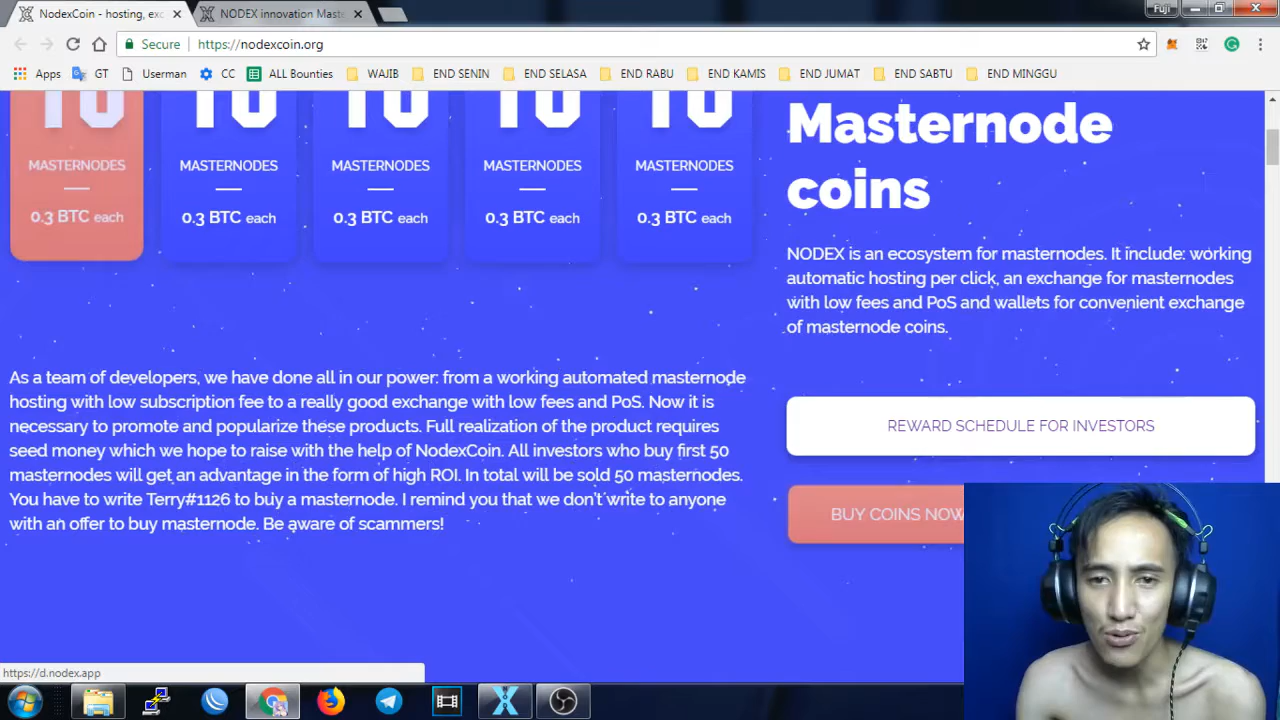 NodexCoin - hosting, exc
NODEX innovation Mast
Fuji
Secure
https://nodexcoin.org
Apps
GT
Userman
CC
ALL Bounties
WAJIB
END SENIN
END SELASA
END RABU
END KAMIS
END JUMAT
END SABTU
END MINGGU
10 10 10 10 10
MASTERNODES MASTERNODES MASTERNODES MASTERNODES MASTERNODES
0.3 BTC each 0.3 BTC each 0.3 BTC each 0.3 BTC each 0.3 BTC each
As a team of developers, we have done all in our power: from a working automated masternode
hosting with low subscription fee to a really good exchange with low fees and PoS. Now it is
necessary to promote and popularize these products. Full realization of the product requires
seed money which we hope to raise with the help of NodexCoin. All investors who buy first 50
masternodes will get an advantage in the form of high ROI. In total will be sold 50 masternodes.
You have to write Terry#1126 to buy a masternode. I remind you that we don't write to anyone
with an offer to buy masternode. Be aware of scammers!
Masternode
coins
NODEX is an ecosystem for masternodes. It include: working
automatic hosting per click, an exchange for masternodes
with low fees and PoS and wallets for convenient exchange
of masternode coins.
REWARD SCHEDULE FOR INVESTORS
BUY COINS NOW
https://d.nodex.app